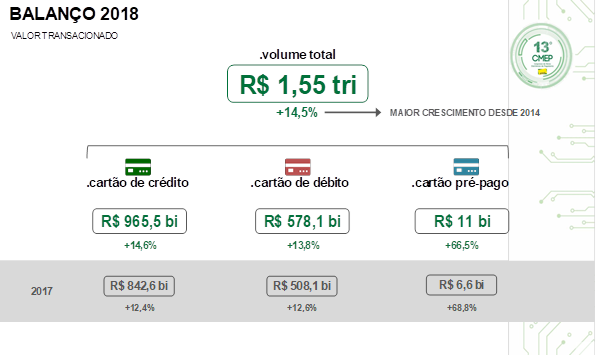 BALANÇO 2018
VALOR TRANSACIONADO
13º
CMEP
.volume total
R$ 1,55 tri
+14,5%
MAIOR CRESCIMENTO DESDE 2014
.cartão de crédito
.cartão de débito
.cartão pré-pago
R$ 965,5 bi
R$ 578,1 bi
R$ 11 bi
+14,6%
+13,8%
+66,5%
2017
R$ 842,6 bi
R$ 508,1 bi
R$ 6,6 bi
+12,4%
+12,6%
+68,8%